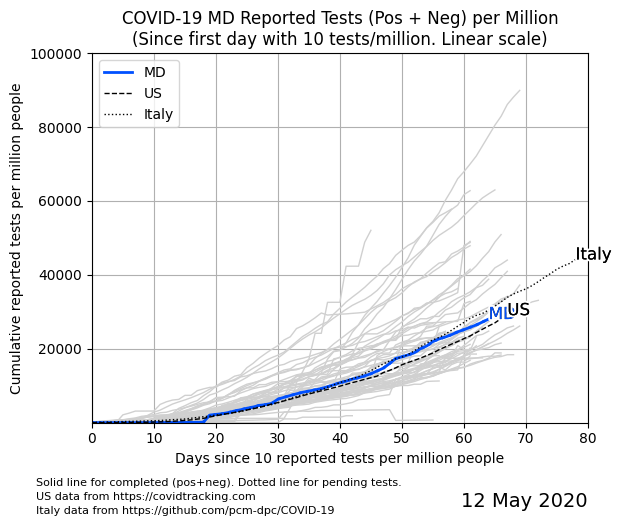 COVID-19 MD Reported Tests (Pos + Neg) per Million
(Since first day with 10 tests/million. Linear scale)
Cumulative reported tests per million people
100000
80000
60000
40000
20000
MD
US
Italy
Italy
MD
US
0 10 20 30 40 50 60 70 80
Days since 10 reported tests per million people
Solid line for completed (pos+neg). Dotted line for pending tests.
US data from https://covidtracking.com
Italy data from https://github.com/pcm-dpc/COVID-19
12 May 2020